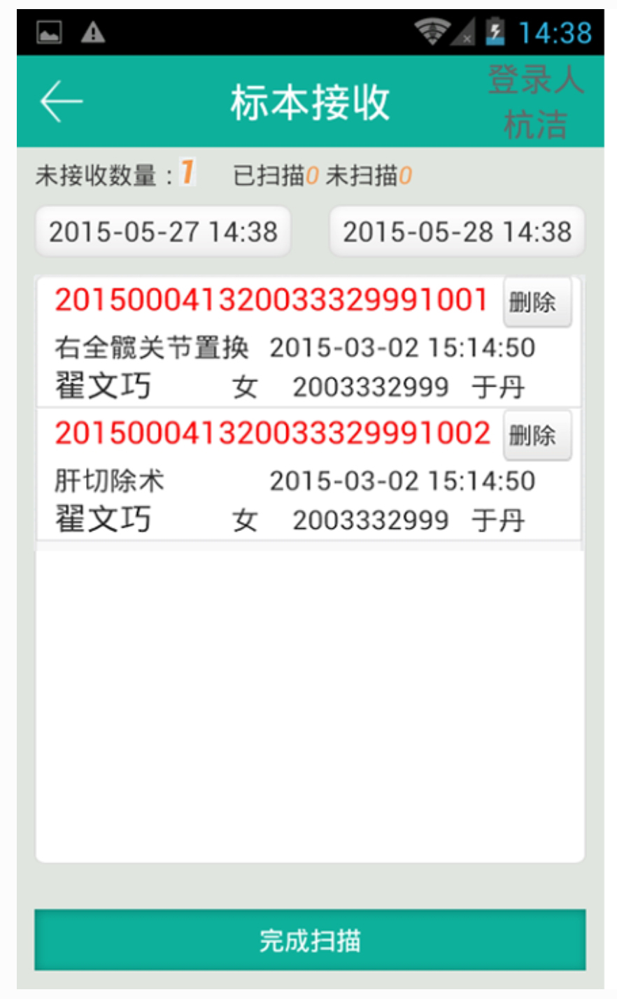 14:38
标本接收
登录人
杭洁
未接收数量：1 已扫描0 未扫描0
2015-05-27 14:38 2015-05-28 14:38
20150004132003332999​1001 删除
右全髋关节置换 2015-03-02 15:14:50
翟文巧 女 2003332999 于丹
201500041320033329991002 删除
肝切除术 2015-03-02 15:14:50
翟文巧 女 2003332999 于丹
完成扫描